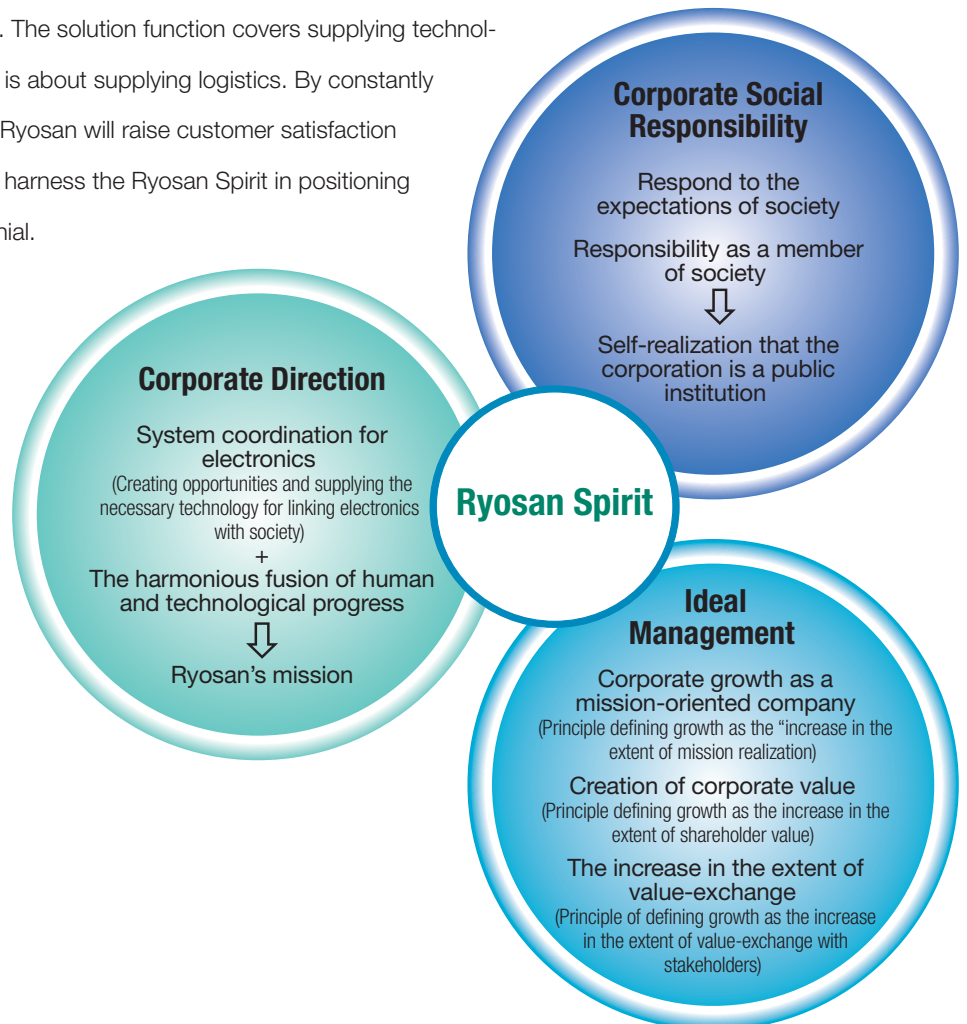 . The solution function covers supplying technol-
is about supplying logistics. By constantly
Ryosan will raise customer satisfaction
harness the Ryosan Spirit in positioning
nial.
Corporate Social
Responsibility
Respond to the
expectations of society
Responsibility as a member
of society
⇩
Self-realization that the
corporation is a public
institution
Corporate Direction
System coordination for
electronics
(Creating opportunities and supplying the
necessary technology for linking electronics
with society)
+
The harmonious fusion of human
and technological progress
⇩
Ryosan's mission
Ryosan Spirit
Ideal
Management
Corporate growth as a
mission-oriented company
(Principle defining growth as the “increase in the
extent of mission realization)
Creation of corporate value
(Principle defining growth as the increase in the
extent of shareholder value)
The increase in the extent of
value-exchange
(Principle of defining growth as the increase
in the extent of value-exchange with
stakeholders)